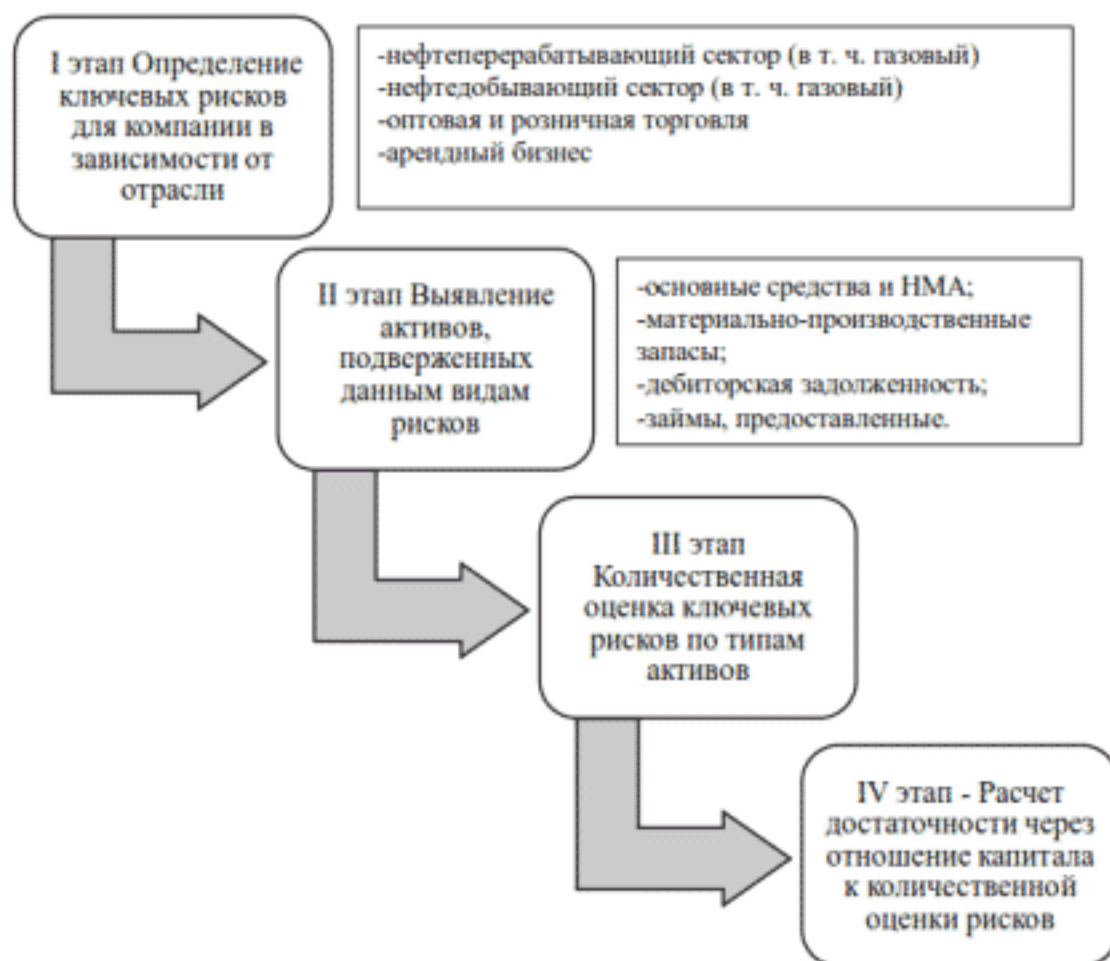 I этап Определение
ключевых рисков
для компании в
зависимости от
отрасли
-нефтеперерабатывающий сектор (в т. ч. газовый)
-нефтедобывающий сектор (в т. ч. газовый)
-оптовая и розничная торговля
-арендный бизнес
II этап Выявление
активов,
подверженных
данным видам
рисков
-основные средства и НМА;
-материально-производственные
запасы;
-дебиторская задолженность;
-займы, предоставленные.
III этап
Количественная
оценка ключевых
рисков по типам
активов
IV этап - Расчет
достаточности через
отношение капитала
к количественной
оценки рисков